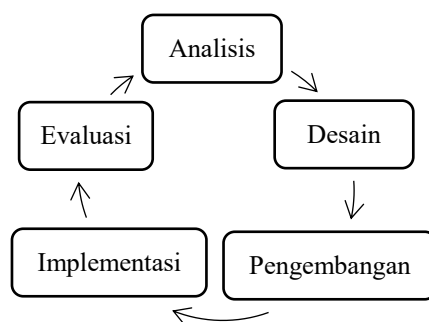 Analisis
Evaluasi
Desain
Implementasi
Pengembangan